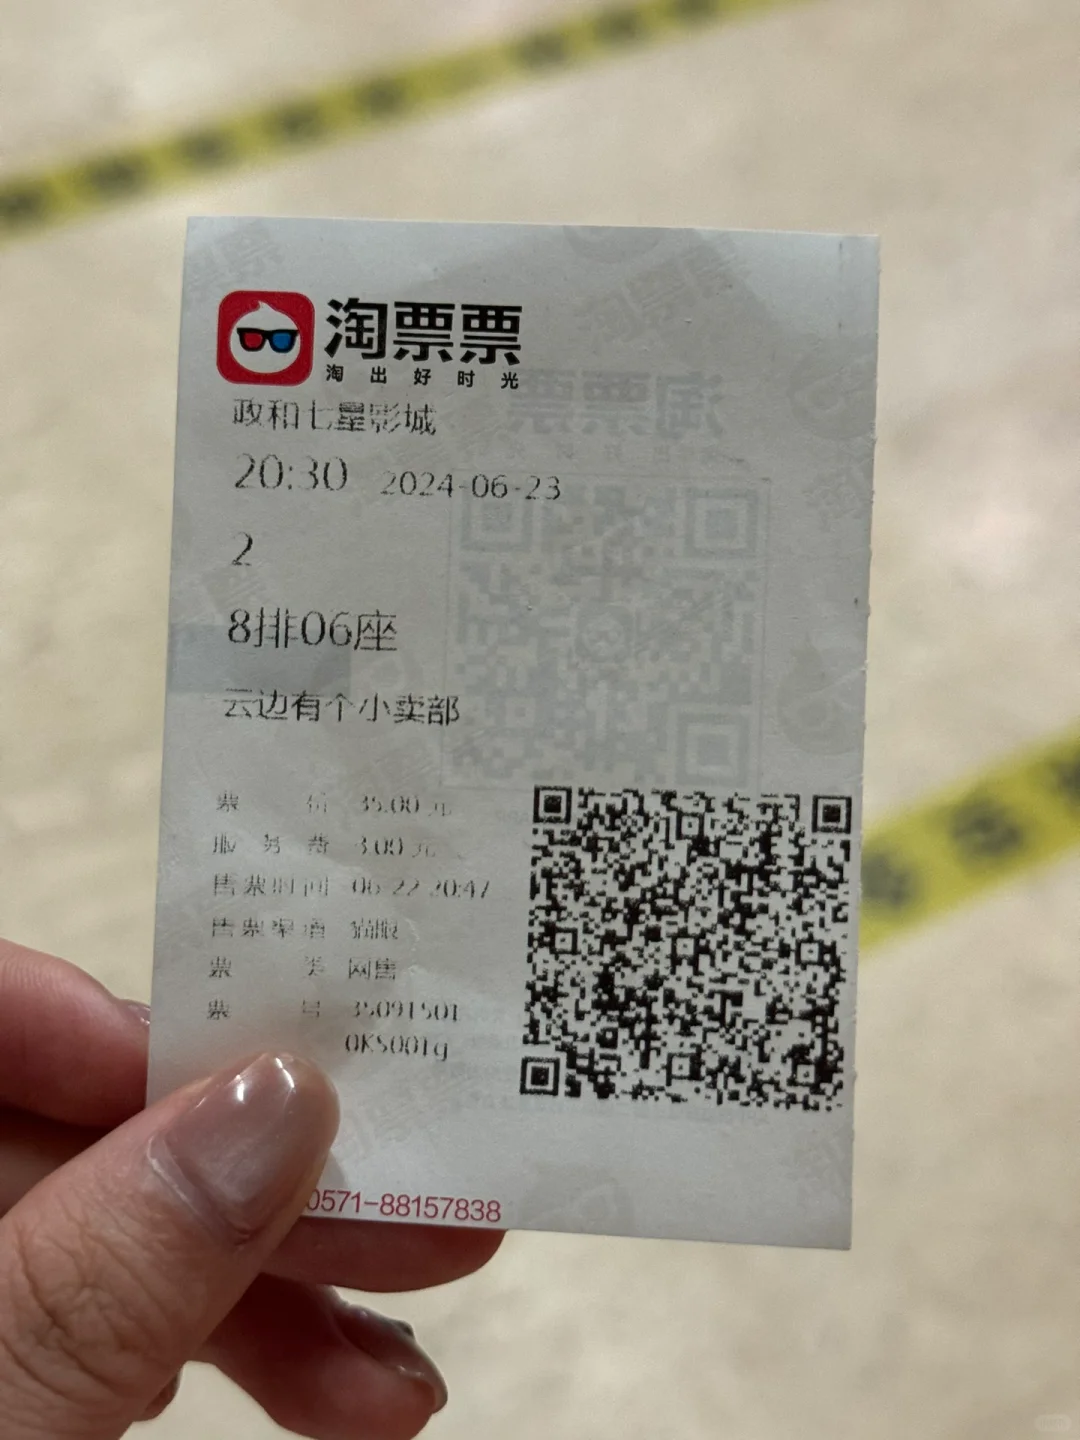 淘票票
淘出好时光
政和七星影城
20:30 2024-06-23
2
8排06座
云边有个小卖部
票价 35.00元
服务费 3.00元
售票时间 06-22 20:47
售票渠道 猫眼
票类 网售
票号 35091501
0KS001g
0571-88157838